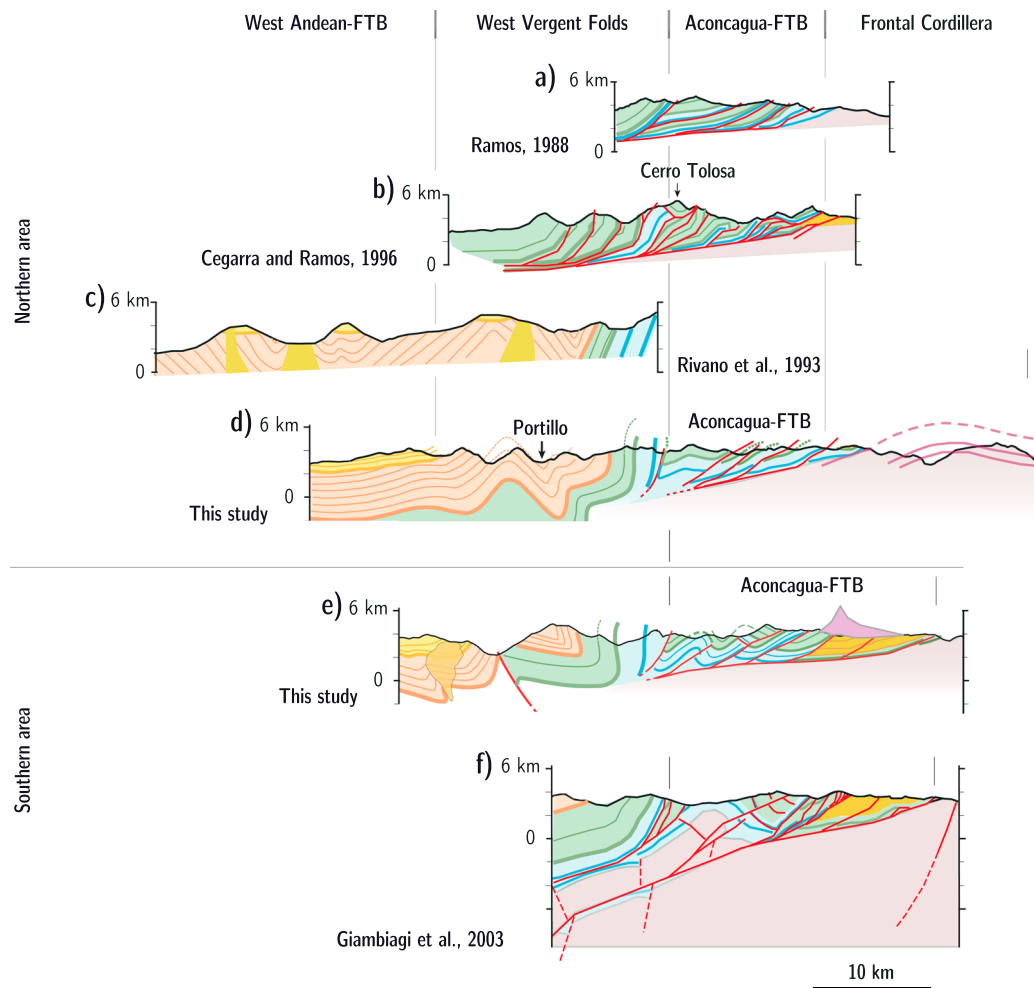 West Andean-FTB West Vergent Folds Aconcagua-FTB Frontal Cordillera
Northern area
a) 6 km
Ramos, 1988
0
Cerro Tolosa
b) 6 km
Cegarra and Ramos, 1996
0
c) 6 km
0
Rivano et al., 1993
d) 6 km
Portillo
Aconcagua-FTB
0
This study
Southern area
Aconcagua-FTB
e) 6 km
0
This study
f) 6 km
0
Giambiagi et al., 2003
10 km